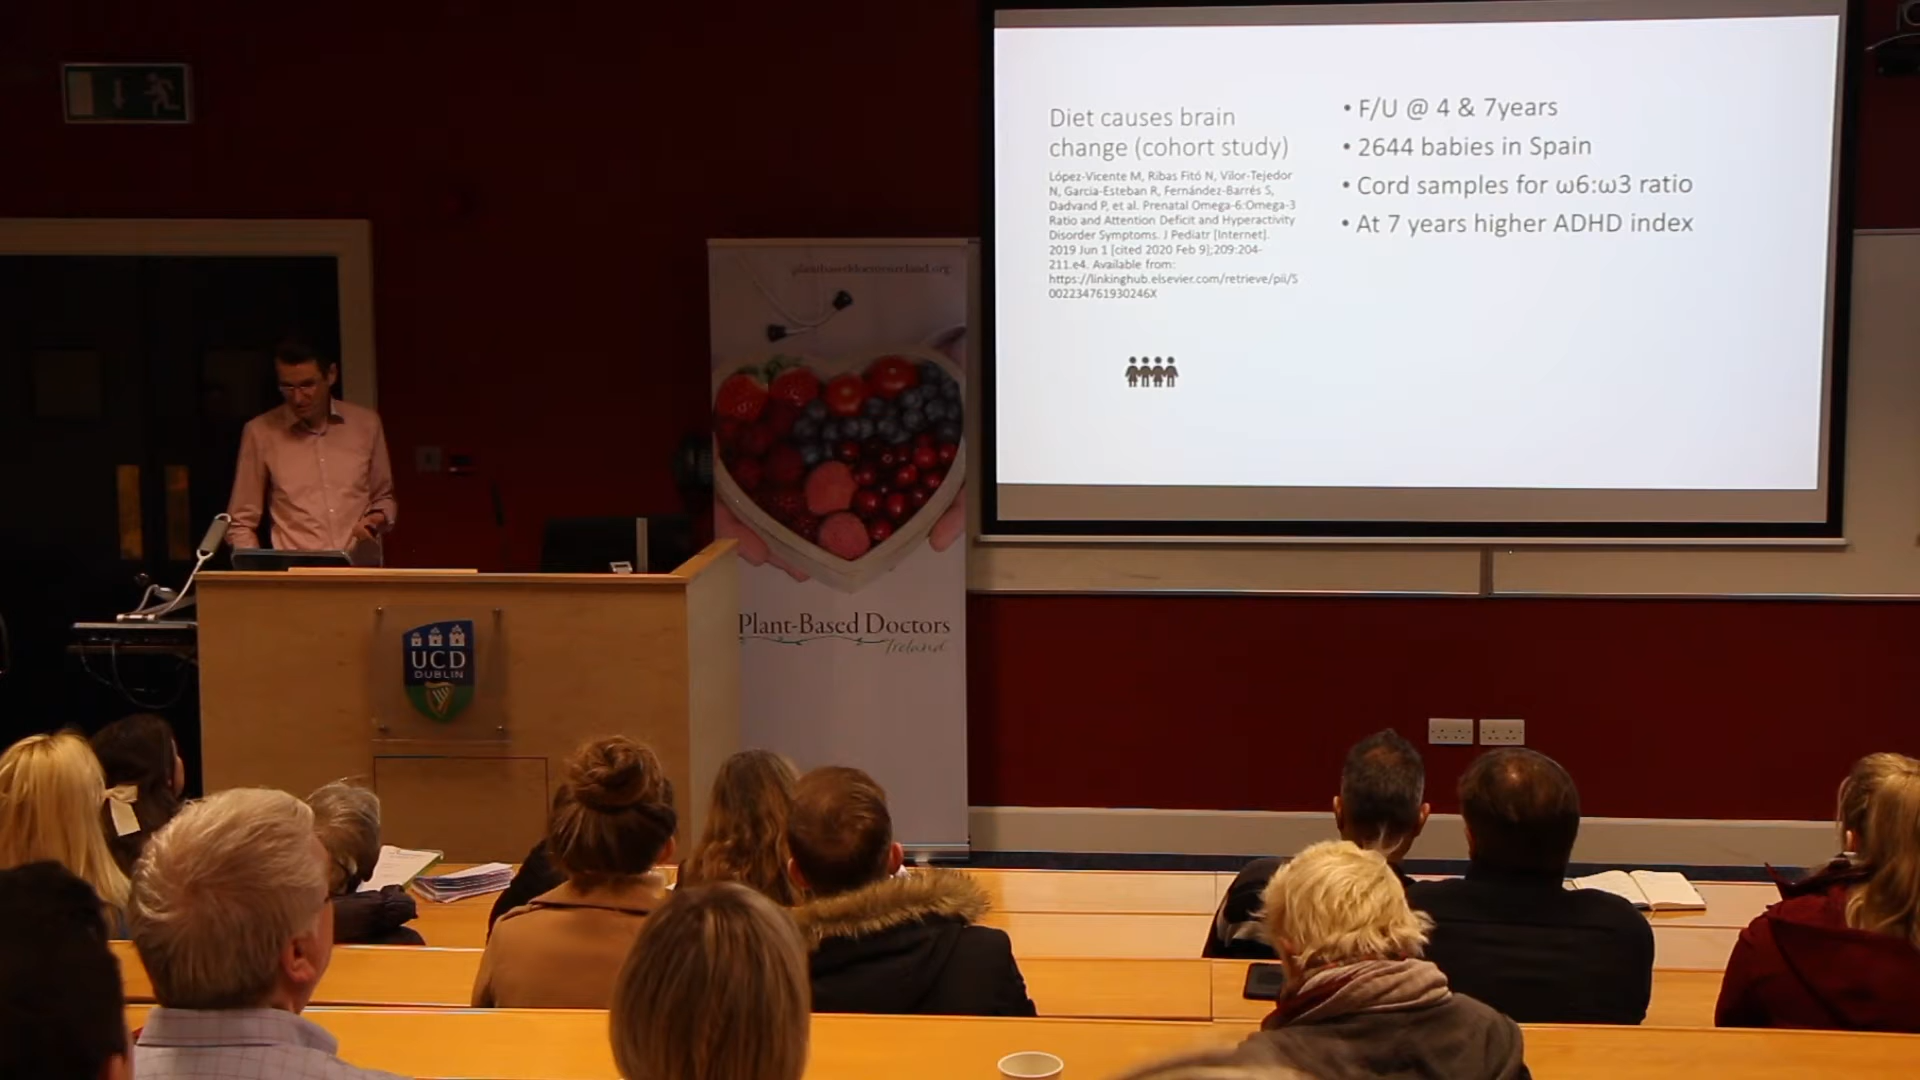 Diet causes brain
change (cohort study)
López-Vicente M, Ribas Fitó N, Vilor-Tejedor
N, Garcia-Esteban R, Fernández-Barrés S,
Dadvand P, et al. Prenatal Omega-6:Omega-3
Ratio and Attention Deficit and Hyperactivity
Disorder Symptoms. J Pediatr [Internet].
2019 Jun 1 [cited 2020 Feb 9];209:204-
211.e4. Available from:
https://linkinghub.elsevier.com/retrieve/pii/S
002234761930246X
• F/U @ 4 & 7years
• 2644 babies in Spain
• Cord samples for ω6:ω3 ratio
• At 7 years higher ADHD index
plantbaseddoctorsireland.org
Plant-Based Doctors
Ireland
UCD
DUBLIN